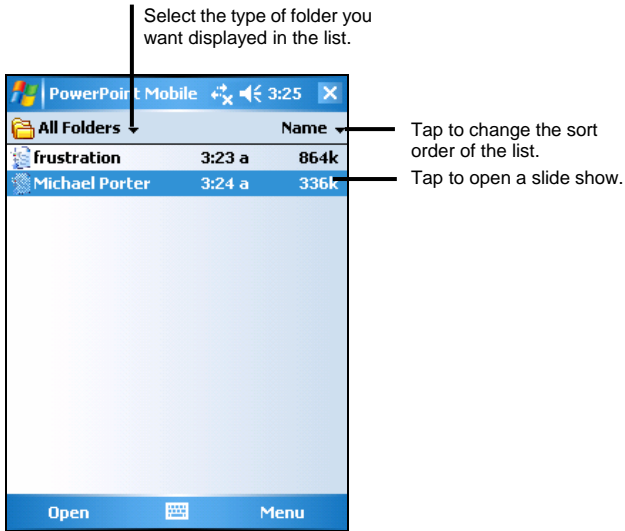 Select the type of folder you
want displayed in the list.
PowerPoint Mobile 3:25
All Folders Name
frustration 3:23 a 864k
Michael Porter 3:24 a 336k
Tap to change the sort
order of the list.
Tap to open a slide show.
Open Menu